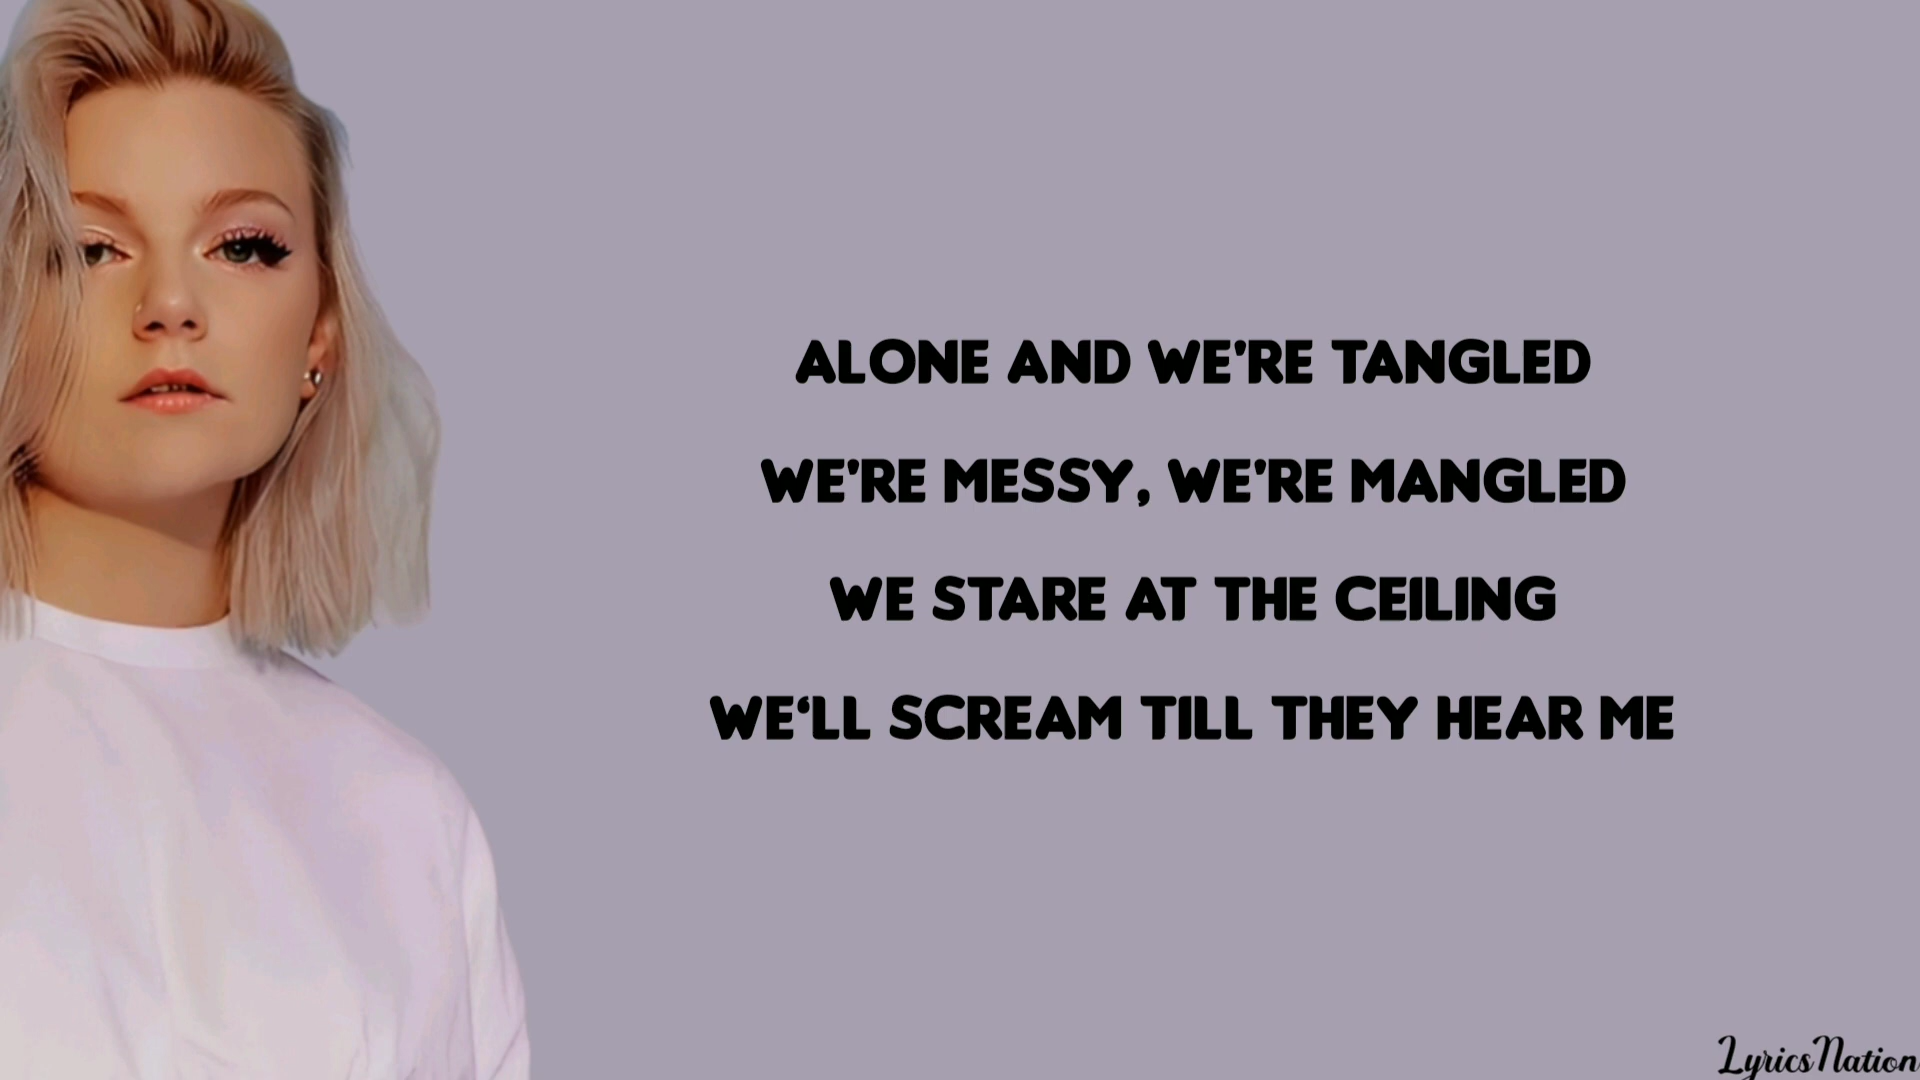 ALONE AND WE'RE TANGLED
WE'RE MESSY, WE'RE MANGLED
WE STARE AT THE CEILING
WE‘LL SCREAM TILL THEY HEAR ME
LyricsNation